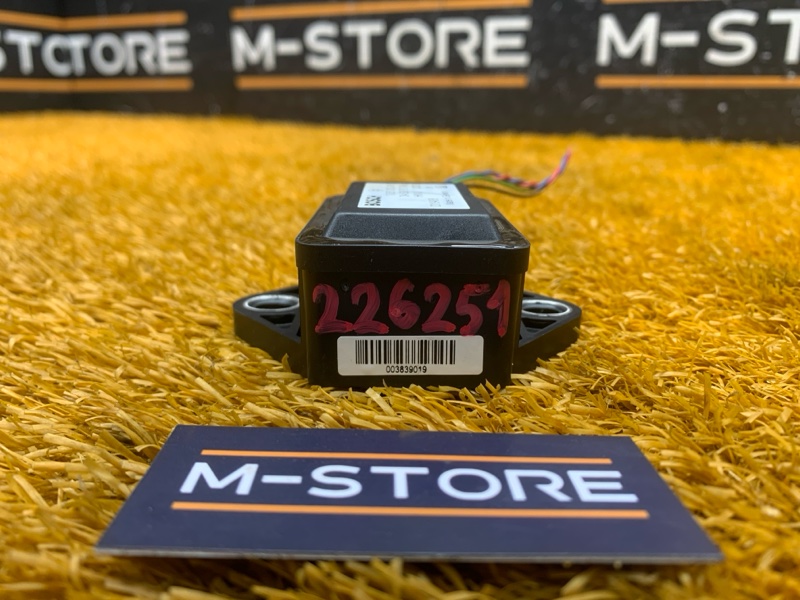 STCTORE
M-STORE
M-ST
226251
003839019
M-STORE